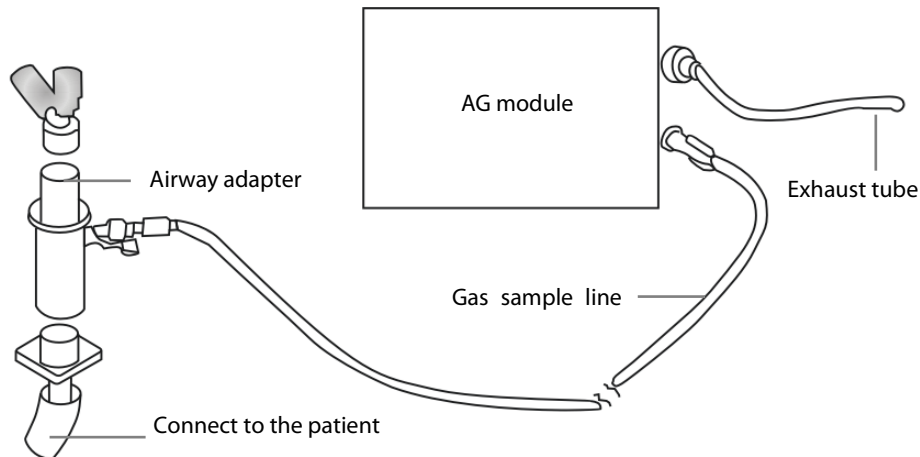 AG module
Airway adapter
Exhaust tube
Gas sample line
Connect to the patient